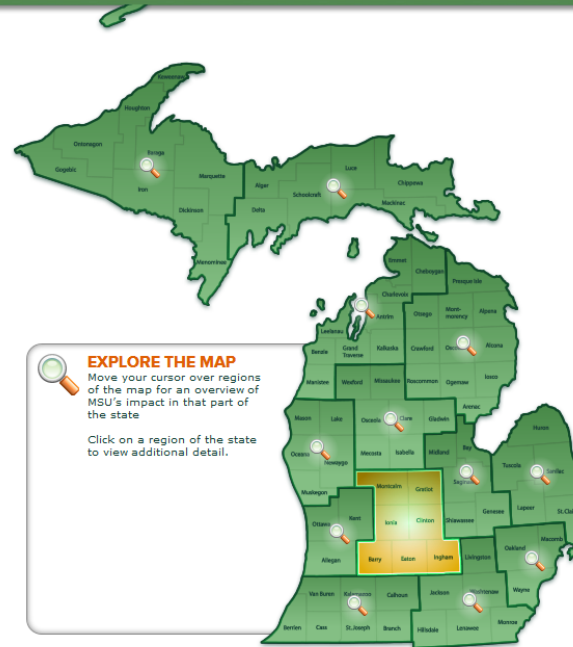 Keweenaw
Houghton
Ontonagon
Baraga
Gogebic
Iron
Marquette
Dickinson
Menominee
Alger
Luce
Schoolcraft
Chippewa
Delta
Mackinac
Emmet
Cheboygan
Presque Isle
Charlevoix
Antrim
Otsego
Mont-
morency
Alpena
Leelanau
Benzie
Grand
Traverse
Kalkaska
Crawford
Alcona
Manistee
Wexford
Missaukee
Roscommon
Ogemaw
Iosco
Arenac
EXPLORE THE MAP
Move your cursor over regions
of the map for an overview of
MSU's impact in that part of
the state
Click on a region of the state
to view additional detail.
Mason
Lake
Osceola
Clare
Gladwin
Huron
Oceana
Newaygo
Mecosta
Isabella
Midland
Bay
Tuscola
Sanilac
Saginaw
Muskegon
Montcalm
Gratiot
Ottawa
Kent
Ionia
Clinton
Shiawassee
Genesee
Lapeer
St.Clair
Allegan
Barry
Eaton
Ingham
Livingston
Oakland
Macomb
Van Buren
Kalamazoo
Calhoun
Jackson
Washtenaw
Wayne
Berrien
Cass
St.Joseph
Branch
Hillsdale
Lenawee
Monroe